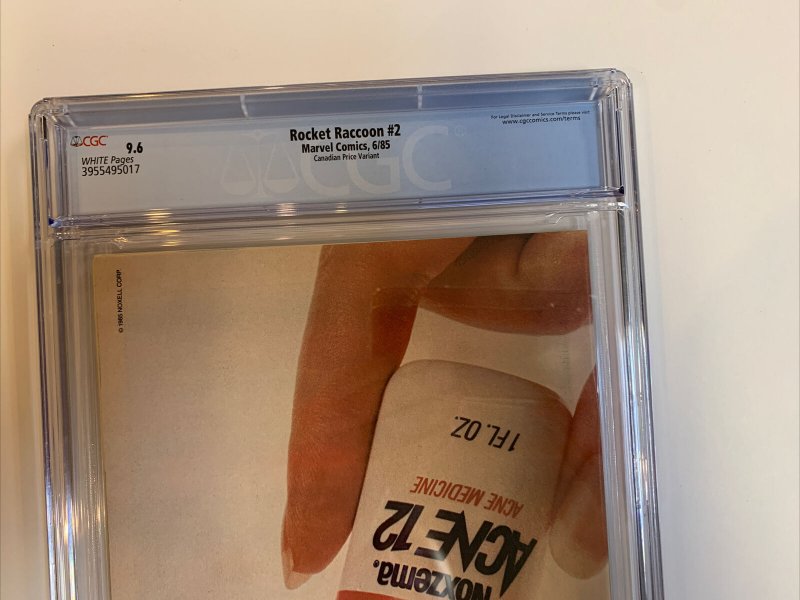 CGC 9.6
WHITE Pages
3955495017
Rocket Raccoon #2
Marvel Comics, 6/85
Canadian Price Variant
For Legal Disclaimer and Service Terms please visit
www.cgccomics.com/terms
CGC
© 1985 NOXELL CORP.
1 FL. OZ.
ACNE MEDICINE
ACNE 12
Noxzema.